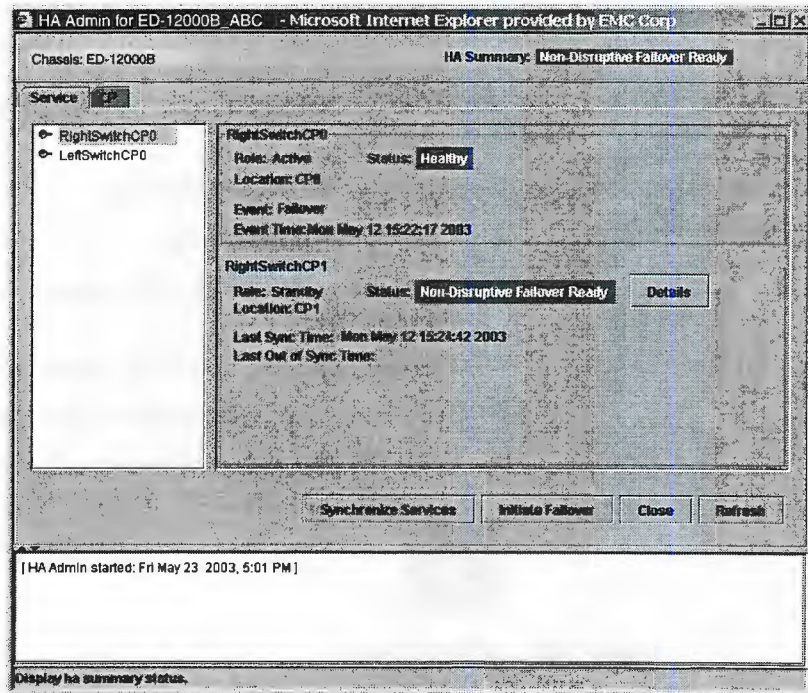 HA Admin for ED-12000B_ABC - Microsoft Internet Explorer provided by EMC Corp
Chassis: ED-12000B HA Summary: Non-Disruptive Failover Ready
Service CP
RightSwitchCP0
LeftSwitchCP0
RightSwitchCP0
Role: Active Status: Healthy
Location: CP0
Event: Failover
Event Time: Mon May 12 15:22:17 2003
RightSwitchCP1
Role: Standby Status: Non-Disruptive Failover Ready Details
Location: CP1
Last Sync Time: Mon May 12 15:24:42 2003
Last Out of Sync Time:
Synchronize Services Initiate Failover Close Refresh
[ HA Admin started: Fri May 23 2003, 5:01 PM ]
Display ha summary status.